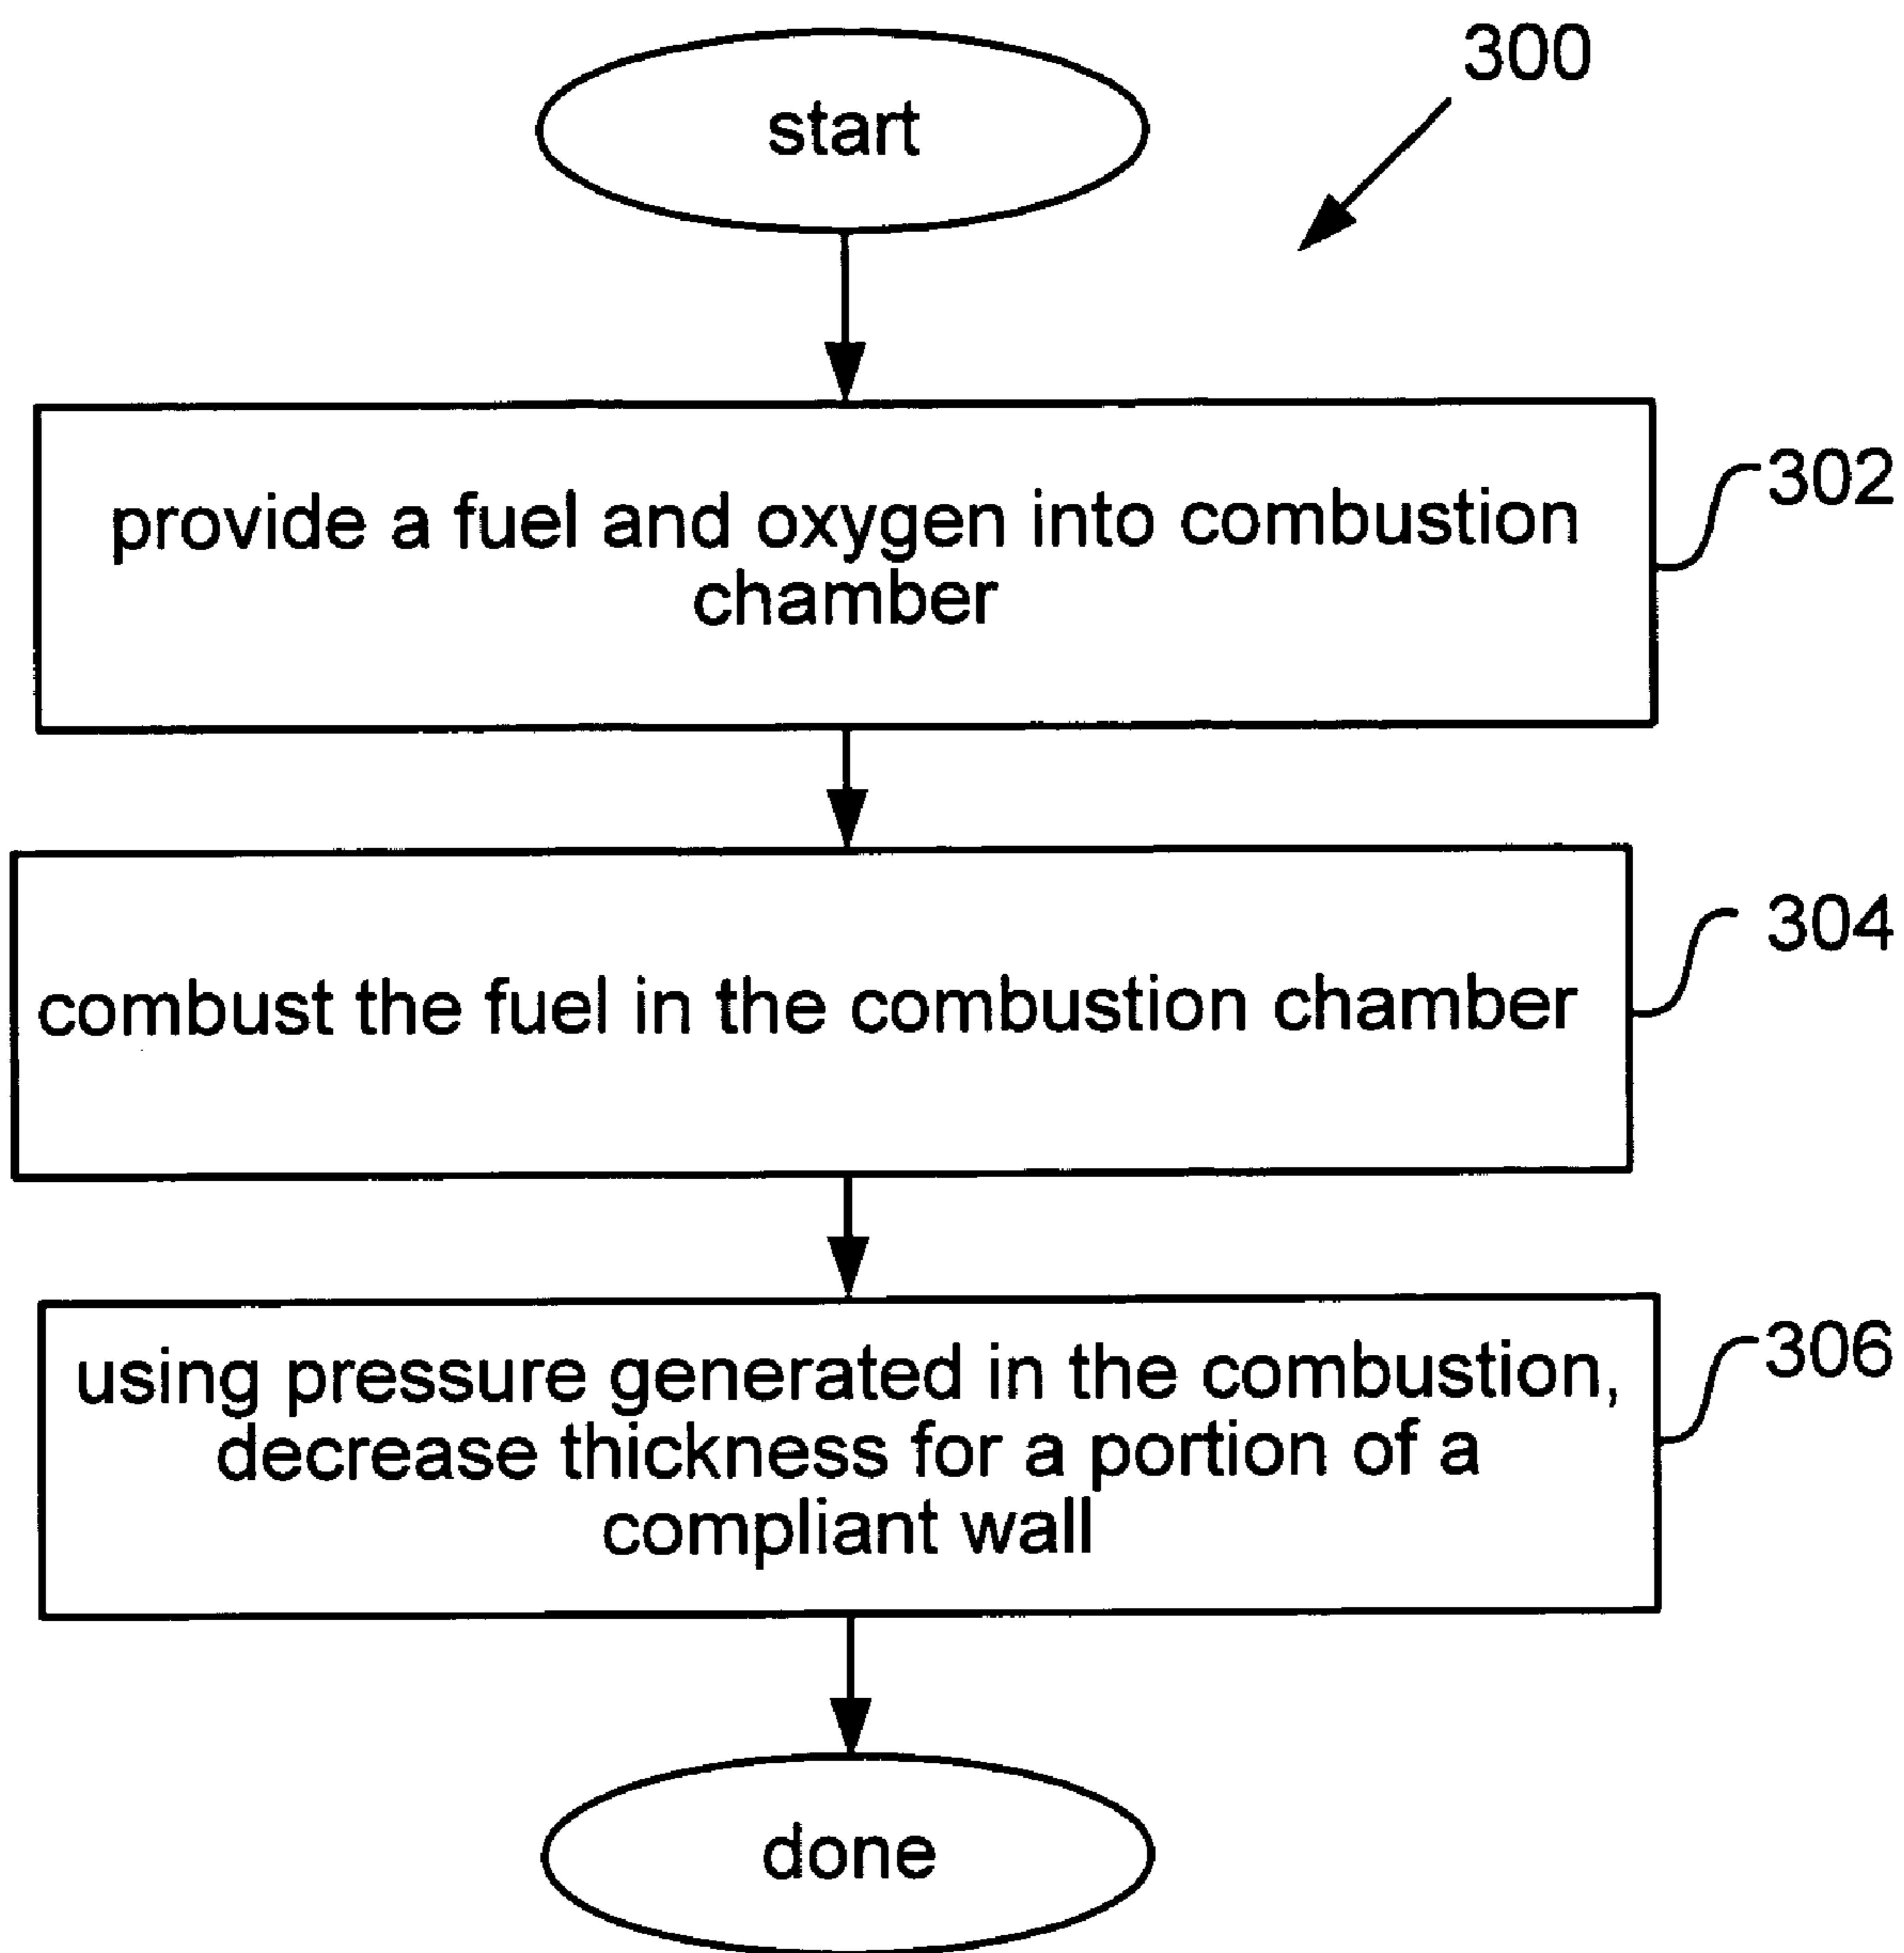 300
start
302
provide a fuel and oxygen into combustion
chamber
304
combust the fuel in the combustion chamber
306
using pressure generated in the combustion,
decrease thickness for a portion of a
compliant wall
done